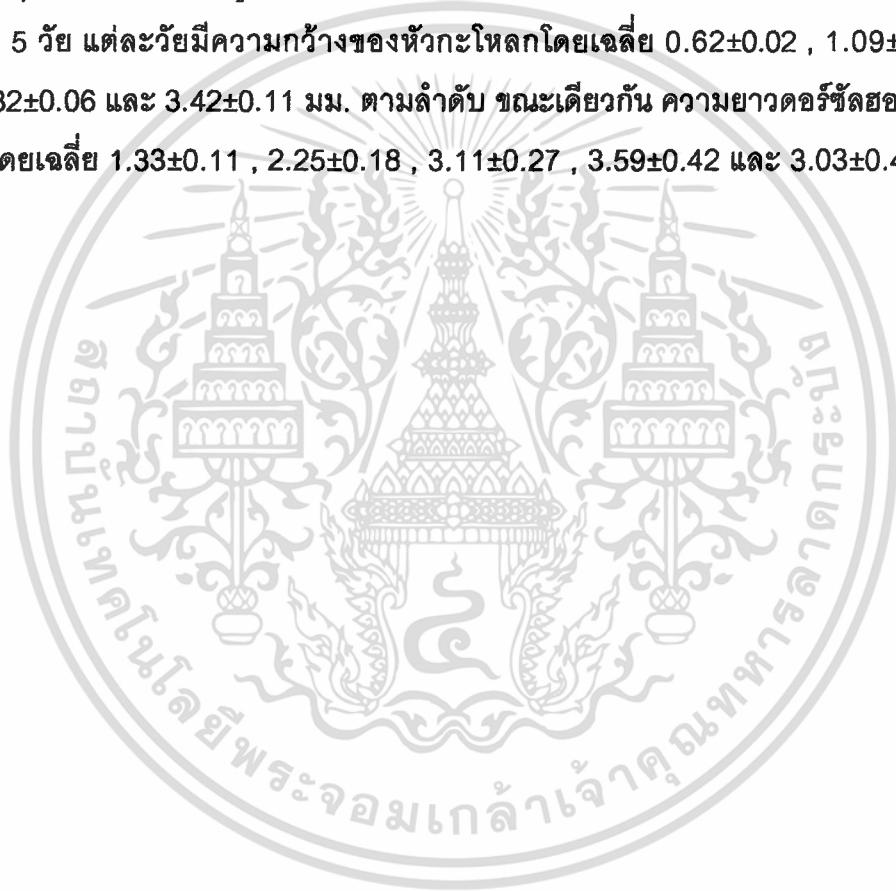 5 วัย แต่ละวัยมีความกว้างของหัวกะโหลกโดยเฉลี่ย 0.62±0.02 , 1.09±
32±0.06 และ 3.42±0.11 มม. ตามลำดับ ขณะเดียวกัน ความยาวดอร์ซัลฮอ
ดยเฉลี่ย 1.33±0.11 , 2.25±0.18 , 3.11±0.27 , 3.59±0.42 และ 3.03±0.4
สถาบันเทคโนโลยีพระจอมเกล้าเจ้าคุณทหารลาดกระบัง